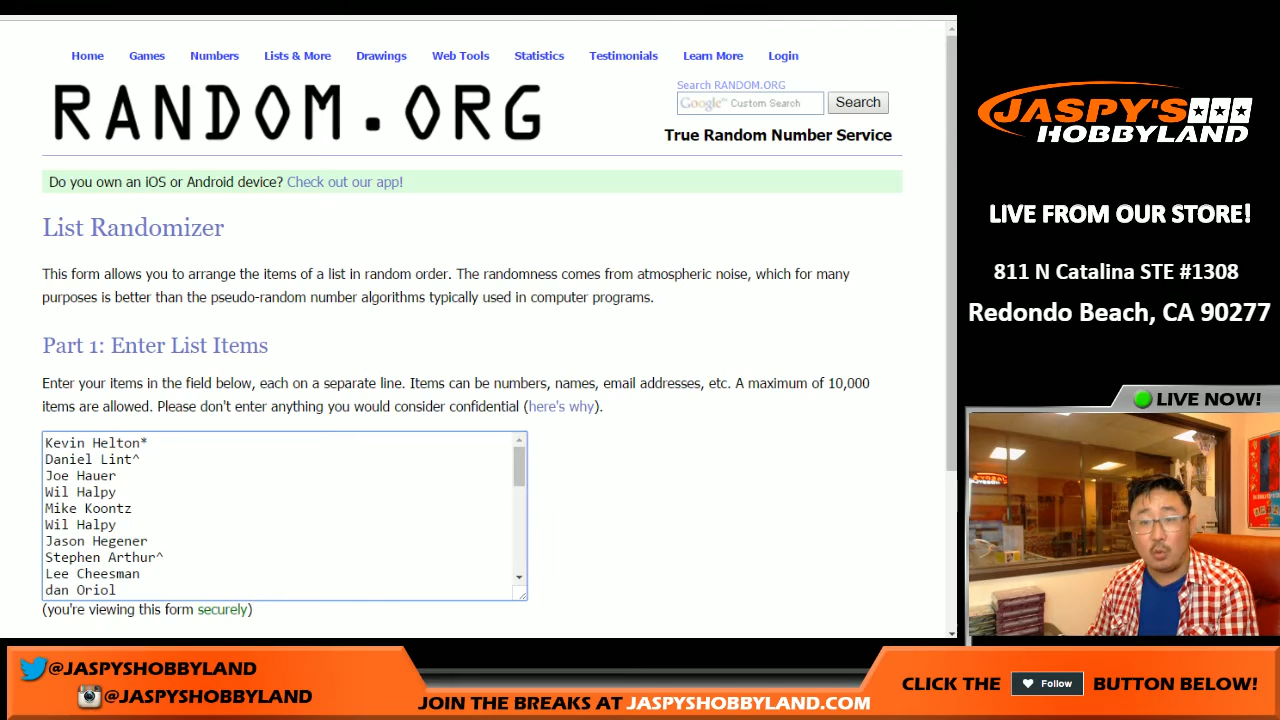 Home Games Numbers Lists & More Drawings Web Tools Statistics Testimonials Learn More Login
RANDOM.ORG
Search RANDOM.ORG
Google™ Custom Search Search
True Random Number Service
Do you own an iOS or Android device? Check out our app!
List Randomizer
This form allows you to arrange the items of a list in random order. The randomness comes from atmospheric noise, which for many
purposes is better than the pseudo-random number algorithms typically used in computer programs.
Part 1: Enter List Items
Enter your items in the field below, each on a separate line. Items can be numbers, names, email addresses, etc. A maximum of 10,000
items are allowed. Please don't enter anything you would consider confidential (here's why).
Kevin Helton*
Daniel Lint^
Joe Hauer
Wil Halpy
Mike Koontz
Wil Halpy
Jason Hegener
Stephen Arthur^
Lee Cheesman
dan Oriol
(you're viewing this form securely)
JASPY'S
HOBBYLAND
LIVE FROM OUR STORE!
811 N Catalina STE #1308
Redondo Beach, CA 90277
LIVE NOW!
@JASPYSHOBBYLAND
@JASPYSHOBBYLAND
JOIN THE BREAKS AT JASPYSHOBBYLAND.COM
CLICK THE Follow BUTTON BELOW!